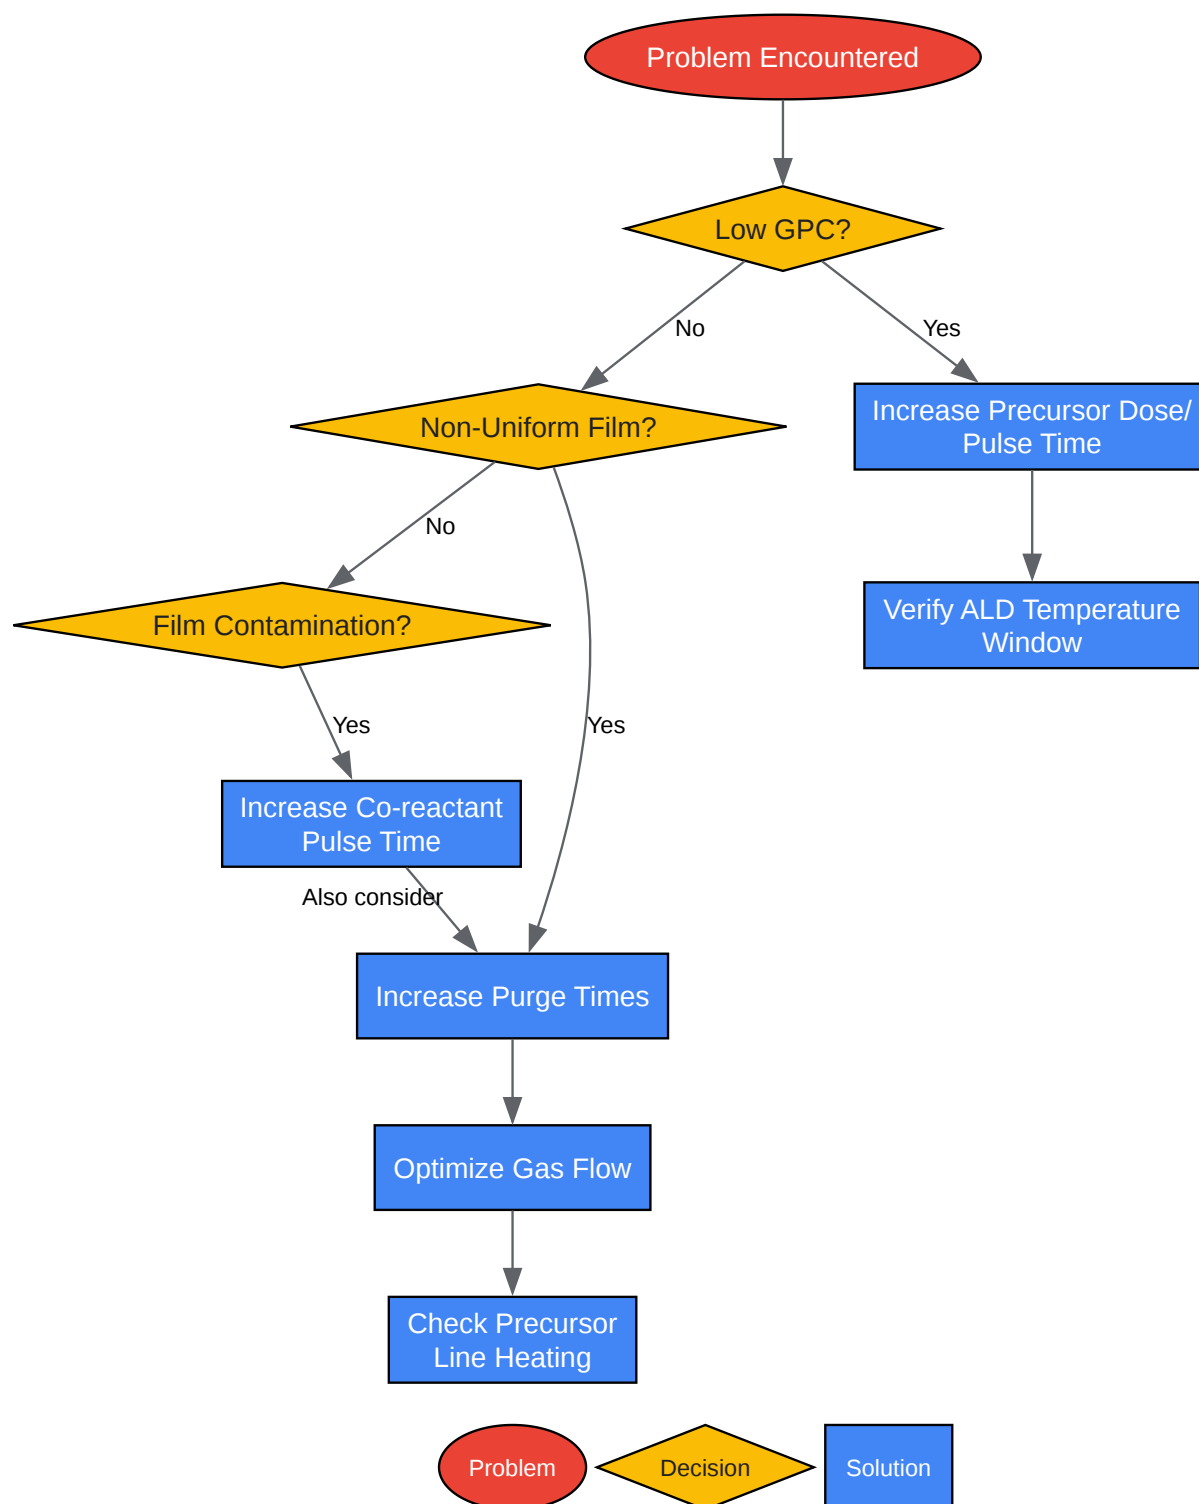 Problem Encountered
Low GPC?
No
Yes
Non-Uniform Film?
Increase Precursor Dose/
Pulse Time
No
Film Contamination?
Verify ALD Temperature
Window
Yes
Yes
Increase Co-reactant
Pulse Time
Also consider
Increase Purge Times
Optimize Gas Flow
Check Precursor
Line Heating
Problem
Decision
Solution